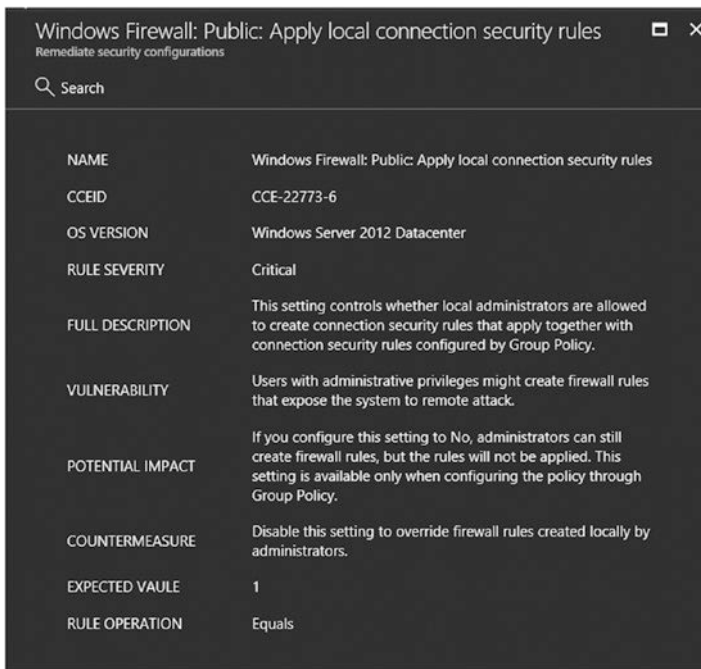 Windows Firewall: Public: Apply local connection security rules
Remediate security configurations
Search
NAME Windows Firewall: Public: Apply local connection security rules
CCEID CCE-22773-6
OS VERSION Windows Server 2012 Datacenter
RULE SEVERITY Critical
FULL DESCRIPTION This setting controls whether local administrators are allowed
to create connection security rules that apply together with
connection security rules configured by Group Policy.
VULNERABILITY Users with administrative privileges might create firewall rules
that expose the system to remote attack.
POTENTIAL IMPACT If you configure this setting to No, administrators can still
create firewall rules, but the rules will not be applied. This
setting is available only when configuring the policy through
Group Policy.
COUNTERMEASURE Disable this setting to override firewall rules created locally by
administrators.
EXPECTED VAULE 1
RULE OPERATION Equals